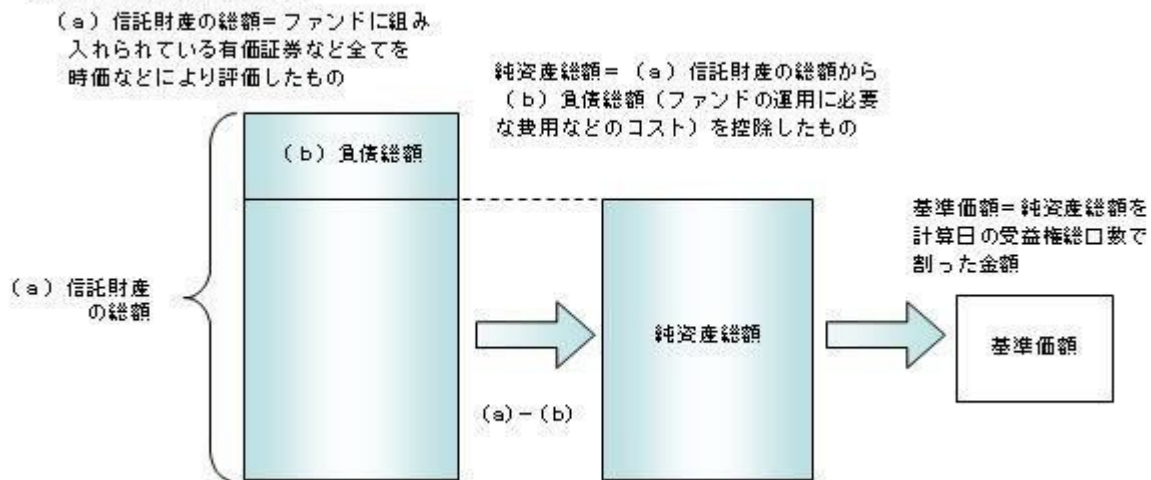 (a)信託財産の総額=ファンドに組み
入れられている有価証券など全てを
時価などにより評価したもの
純資産総額=(a)信託財産の総額から
(b)負債総額(ファンドの運用に必要
な費用などのコスト)を控除したもの
(b)負債総額
基準価額=純資産総額を
計算日の受益権総口数で
割った金額
(a)信託財産
の総額
純資産総額
基準価額
(a)-(b)